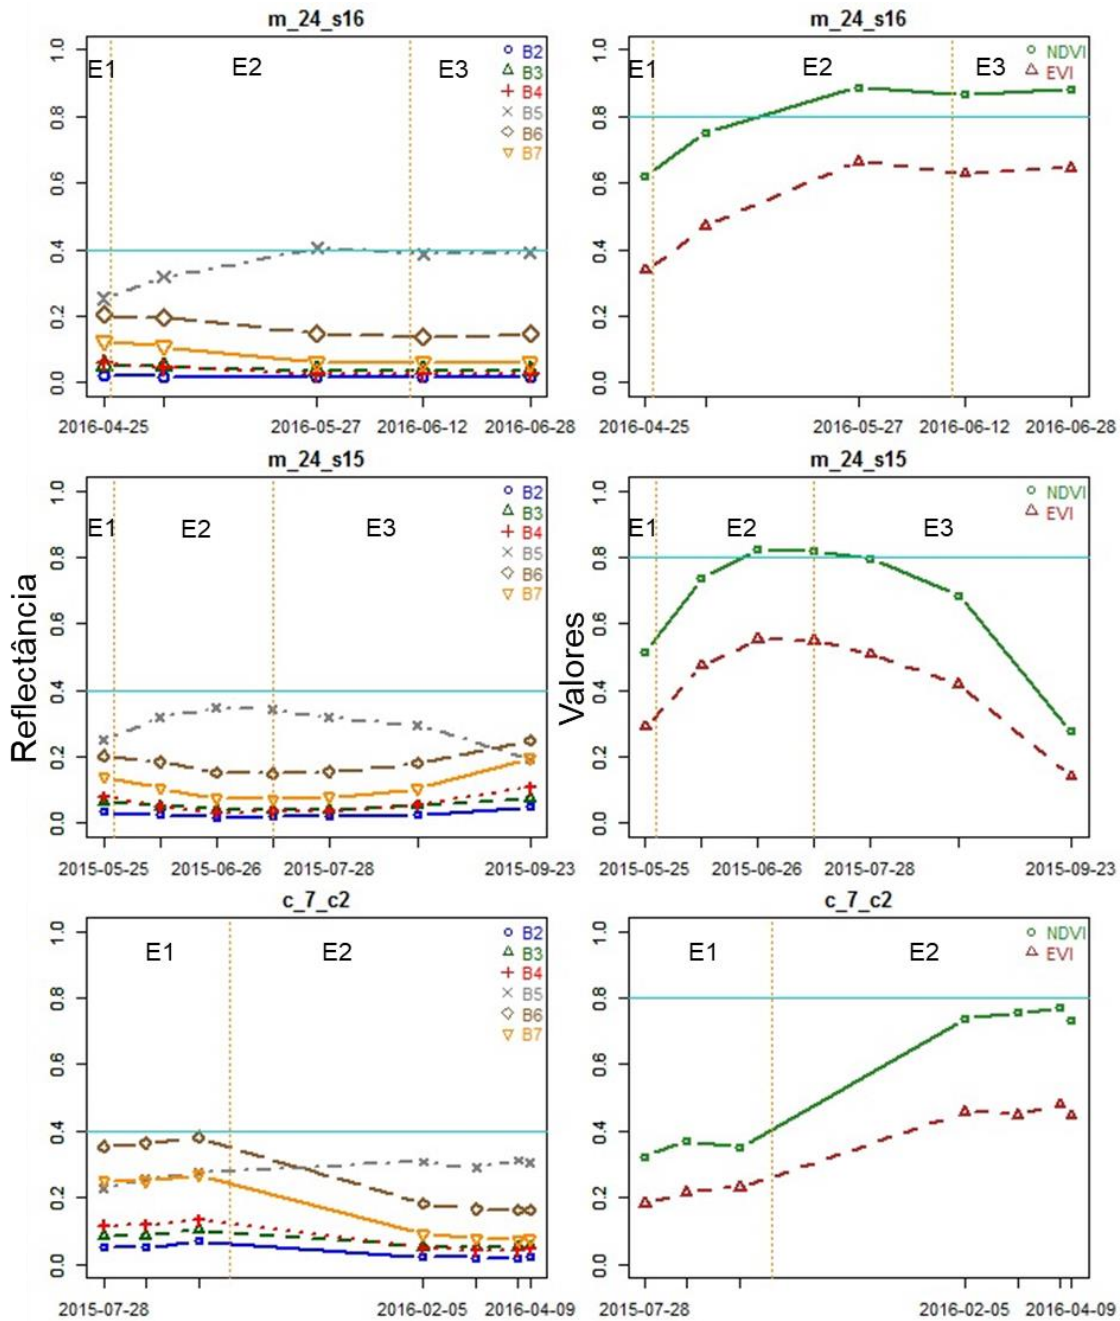 m_24_s16
1.0
0.8
0.6
0.4
0.2
0.0
E1
E2
E3
B2
B3
B4
B5
B6
B7
2016-04-25
2016-05-27
2016-06-12
2016-06-28
m_24_s16
1.0
0.8
0.6
0.4
0.2
0.0
E1
E2
E3
NDVI
EVI
2016-04-25
2016-05-27
2016-06-12
2016-06-28
Reflectância
m_24_s15
1.0
0.8
0.6
0.4
0.2
0.0
E1
E2
E3
B2
B3
B4
B5
B6
B7
2015-05-25
2015-06-26
2015-07-28
2015-09-23
Valores
m_24_s15
1.0
0.8
0.6
0.4
0.2
0.0
E1
E2
E3
NDVI
EVI
2015-05-25
2015-06-26
2015-07-28
2015-09-23
c_7_c2
1.0
0.8
0.6
0.4
0.2
0.0
E1
E2
B2
B3
B4
B5
B6
B7
2015-07-28
2016-02-05
2016-04-09
c_7_c2
1.0
0.8
0.6
0.4
0.2
0.0
E1
E2
NDVI
EVI
2015-07-28
2016-02-05
2016-04-09